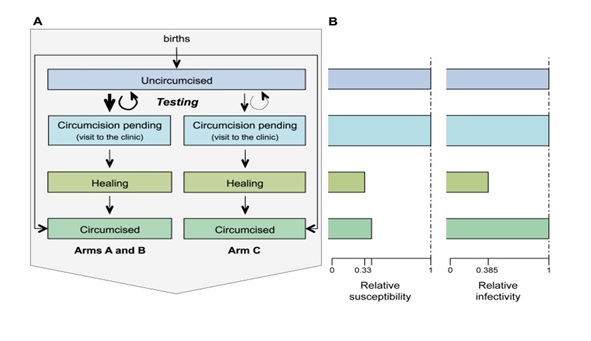 A
B
births
Uncircumcised
Testing
Circumcision pending
(visit to the clinic)
Circumcision pending
(visit to the clinic)
Healing
Healing
Circumcised
Circumcised
Arms A and B
Arm C
0
0.33
1
0
0.385
1
Relative
susceptibility
Relative
infectivity